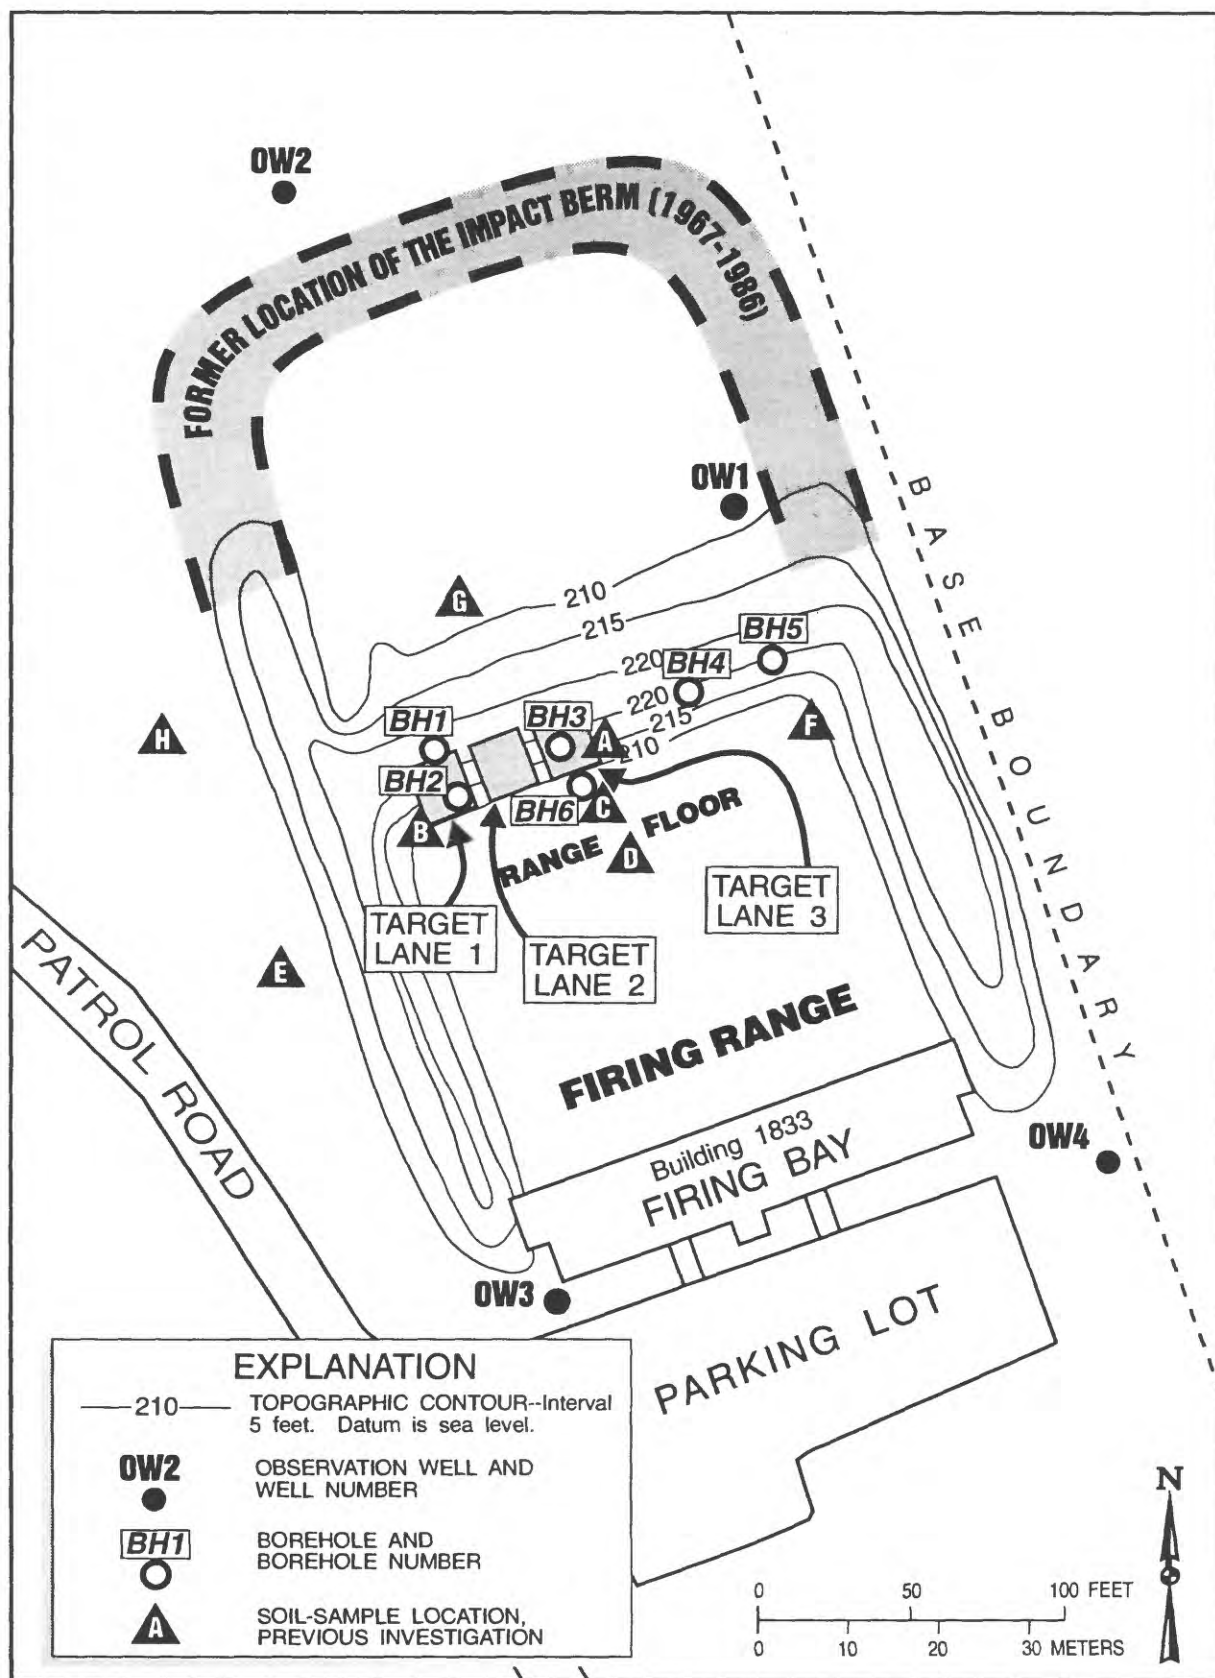 OW2
FORMER LOCATION OF THE IMPACT BERM (1967-1986)
OW1
BASE BOUNDARY
G
210
215
220
BH5
BH4
220
215
210
H
BH1
BH3
A
F
BH2
BH6
C
B
RANGE FLOOR
D
TARGET
LANE 3
TARGET
LANE 1
TARGET
LANE 2
E
PATROL ROAD
FIRING RANGE
Building 1833
FIRING BAY
OW4
OW3
PARKING LOT
EXPLANATION
210
TOPOGRAPHIC CONTOUR--Interval
5 feet. Datum is sea level.
OW2
OBSERVATION WELL AND
WELL NUMBER
BH1
BOREHOLE AND
BOREHOLE NUMBER
A
SOIL-SAMPLE LOCATION,
PREVIOUS INVESTIGATION
N
0 50 100 FEET
0 10 20 30 METERS